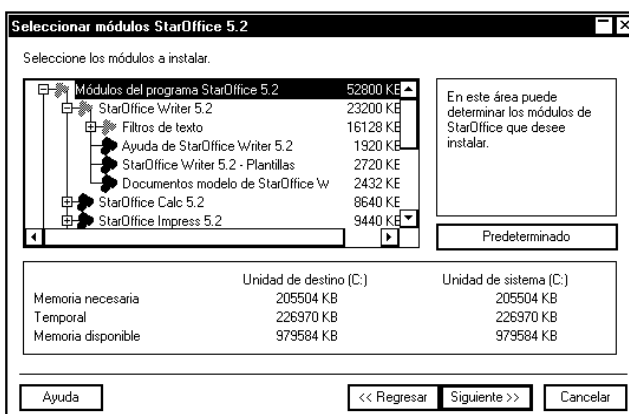 Seleccionar módulos StarOffice 5.2
Seleccione los módulos a instalar.
Módulos del programa StarOffice 5.2 52800 KB
StarOffice Writer 5.2 23200 KB
Filtros de texto 16128 KB
Ayuda de StarOffice Writer 5.2 1920 KB
StarOffice Writer 5.2 - Plantillas 2720 KB
Documentos modelo de StarOffice W 2432 KB
StarOffice Calc 5.2 8640 KB
StarOffice Impress 5.2 9440 KB
En este área puede
determinar los módulos de
StarOffice que desee
instalar.
Predeterminado
Unidad de destino (C:) Unidad de sistema (C:)
Memoria necesaria 205504 KB 205504 KB
Temporal 226970 KB 226970 KB
Memoria disponible 979584 KB 979584 KB
Ayuda << Regresar Siguiente >> Cancelar